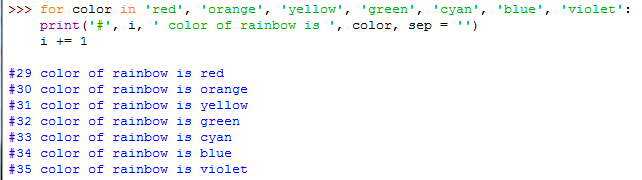 >>> for color in 'red', 'orange', 'yellow', 'green', 'cyan', 'blue', 'violet':
    print('#', i, ' color of rainbow is ', color, sep = '')
    i += 1

#29 color of rainbow is red
#30 color of rainbow is orange
#31 color of rainbow is yellow
#32 color of rainbow is green
#33 color of rainbow is cyan
#34 color of rainbow is blue
#35 color of rainbow is violet